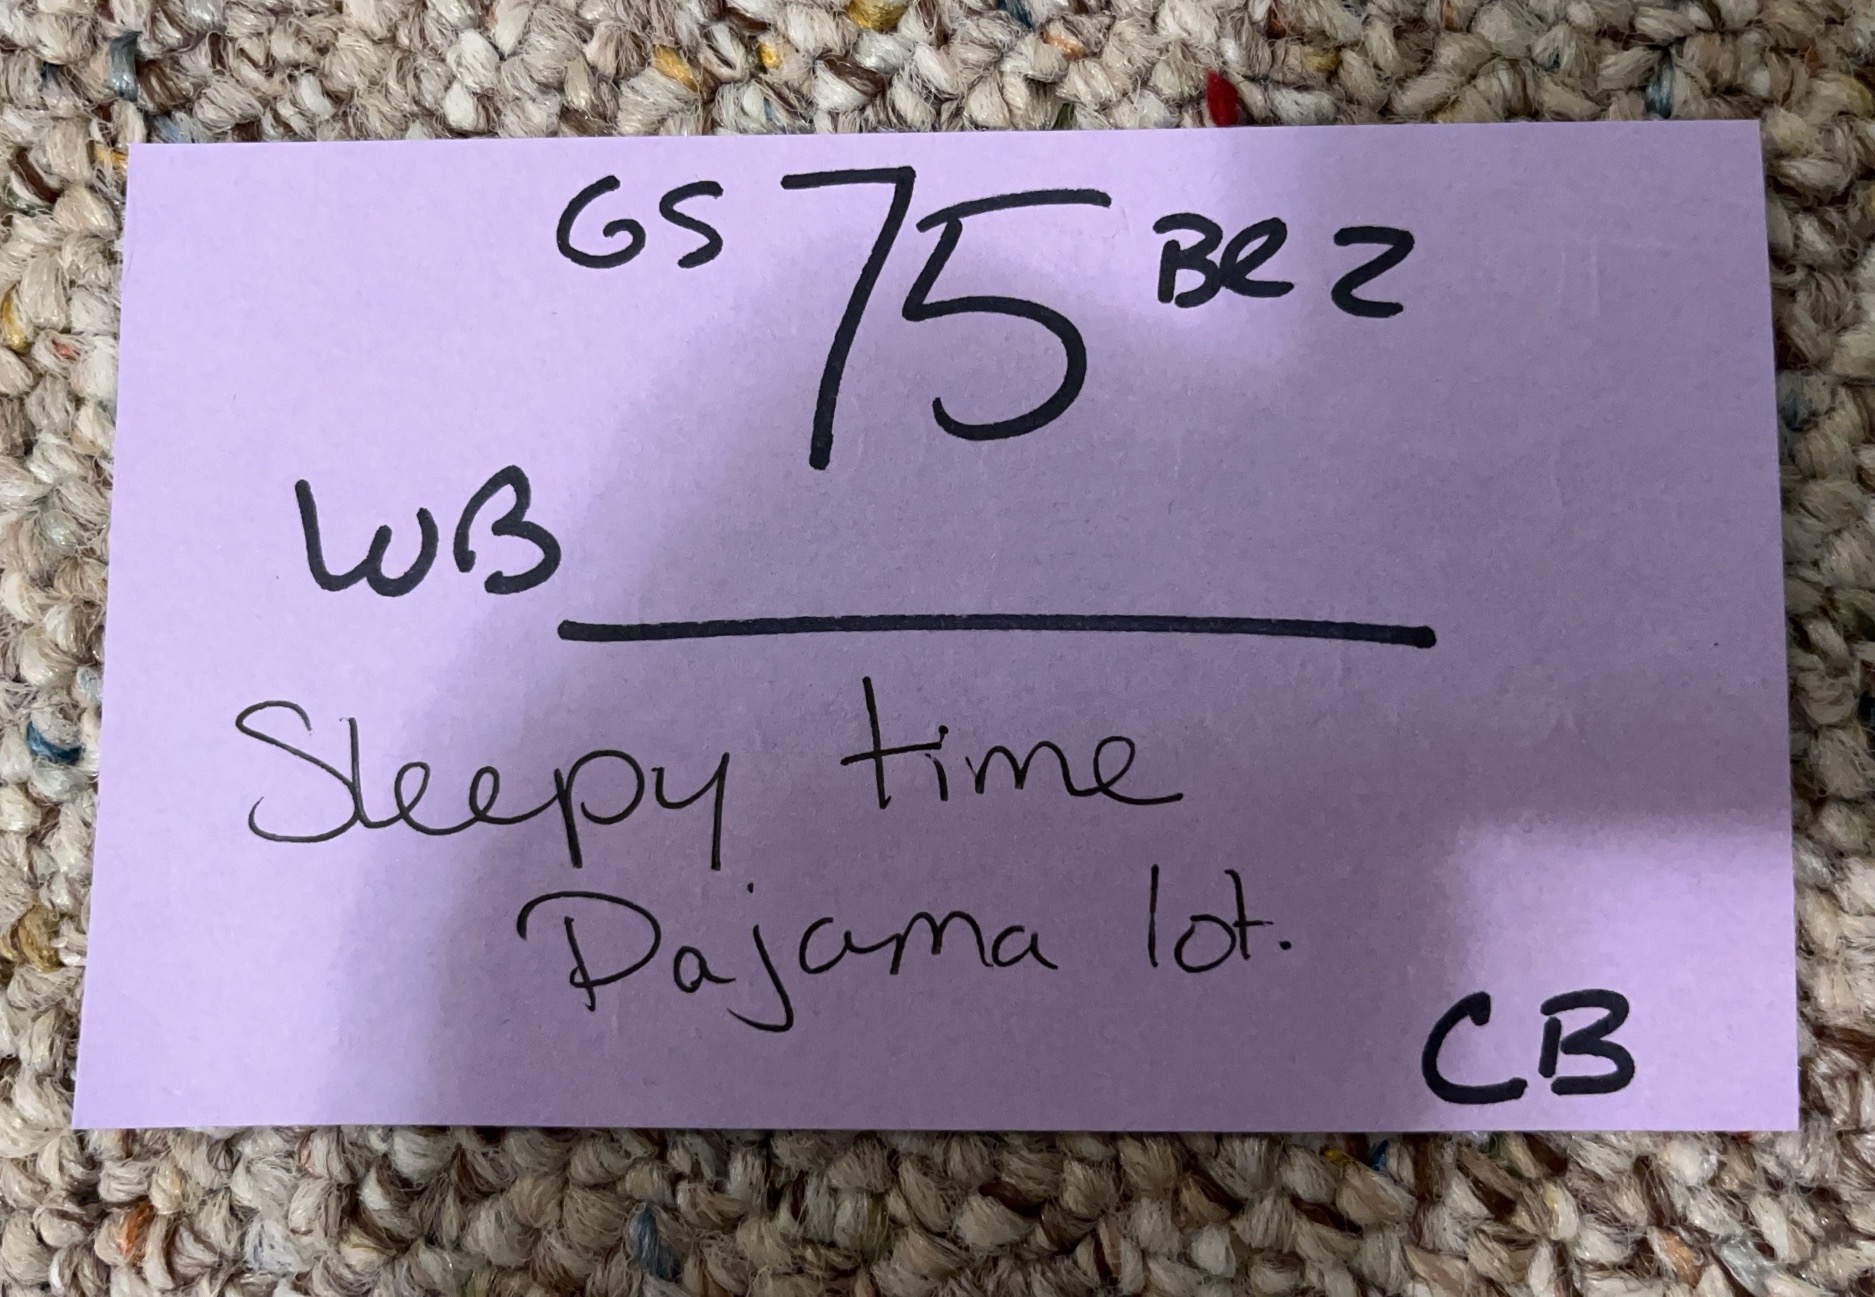 GS 75 BR 2
WB
Sleepy time
Pajama lot.
CB